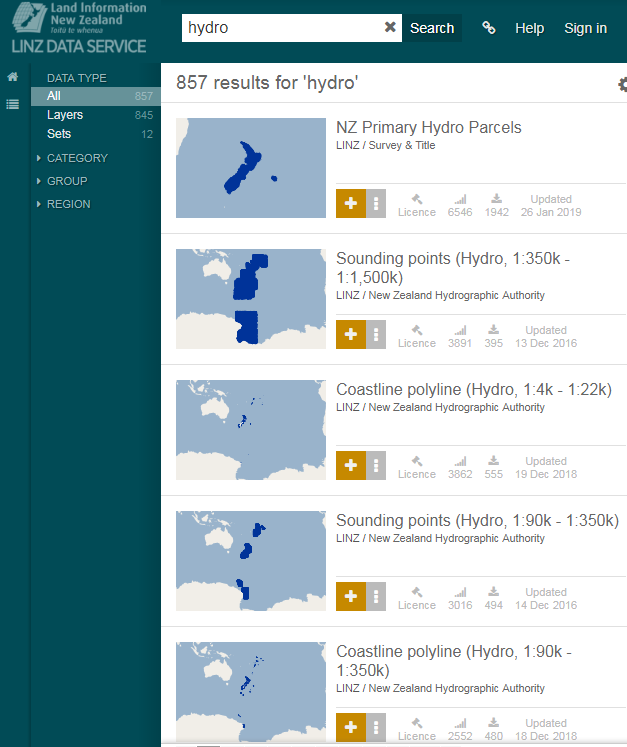 Land Information
New Zealand
Toitū te whenua
LINZ DATA SERVICE
hydro
Search
Help
Sign in
DATA TYPE
All 857
Layers 845
Sets 12
CATEGORY
GROUP
REGION
857 results for 'hydro'
NZ Primary Hydro Parcels
LINZ / Survey & Title
Updated
Licence 6546 1942 26 Jan 2019
Sounding points (Hydro, 1:350k -
1:1,500k)
LINZ / New Zealand Hydrographic Authority
Updated
Licence 3891 395 13 Dec 2016
Coastline polyline (Hydro, 1:4k - 1:22k)
LINZ / New Zealand Hydrographic Authority
Updated
Licence 3862 555 19 Dec 2018
Sounding points (Hydro, 1:90k - 1:350k)
LINZ / New Zealand Hydrographic Authority
Updated
Licence 3016 494 14 Dec 2016
Coastline polyline (Hydro, 1:90k -
1:350k)
LINZ / New Zealand Hydrographic Authority
Updated
Licence 2552 480 18 Dec 2018